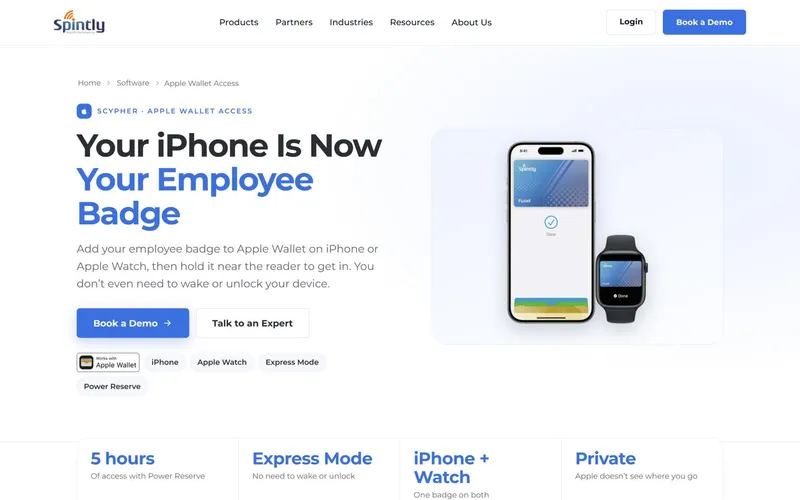 Spintly
Products
Partners
Industries
Resources
About Us
Login
Book a Demo
Home > Software > Apple Wallet Access
SCYPHER · APPLE WALLET ACCESS
Your iPhone Is Now
Your Employee
Badge
Add your employee badge to Apple Wallet on iPhone or
Apple Watch, then hold it near the reader to get in. You
don’t even need to wake or unlock your device.
Book a Demo →
Talk to an Expert
Works with
Apple Wallet
iPhone
Apple Watch
Express Mode
Power Reserve
9:41
Spintly
Done
Done
5 hours
Of access with Power Reserve
Express Mode
No need to wake or unlock
iPhone +
Watch
One badge on both
Private
Apple doesn’t see where you go